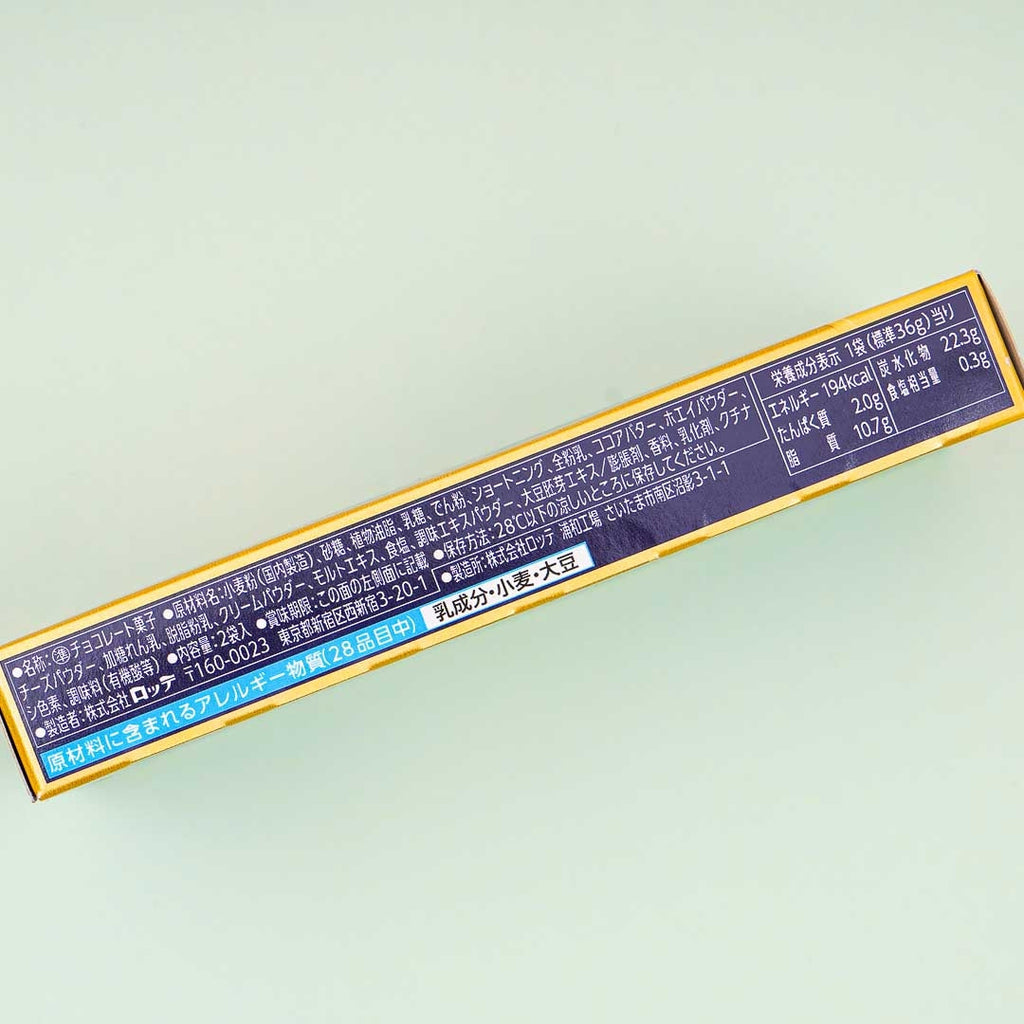 ●名称:㊣チョコレート菓子 ●原材料名:小麦粉(国内製造)、砂糖、植物油脂、乳糖、でん粉、ショートニング、全粉乳、ココアバター、ホエイパウダー、
チーズパウダー、加糖れん乳、脱脂粉乳、クリームパウダー、モルトエキス、食塩、調味エキスパウダー、大豆胚芽エキス/膨脹剤、香料、乳化剤、クチナ
シ色素、調味料(有機酸等) ●内容量:2袋入 ●賞味期限:この面の左側面に記載 ●保存方法:28℃以下の涼しいところに保存してください。
●製造者:株式会社ロッテ 〒160-0023 東京都新宿区西新宿3-20-1 ●製造所:株式会社ロッテ 浦和工場 さいたま市南区沼影3-1-1
原材料に含まれるアレルギー物質(28品目中) 乳成分・小麦・大豆
栄養成分表示 1袋(標準36g)当り
エネルギー 194kcal 炭水化物 22.3g
たんぱく質 2.0g 食塩相当量 0.3g
脂質 10.7g